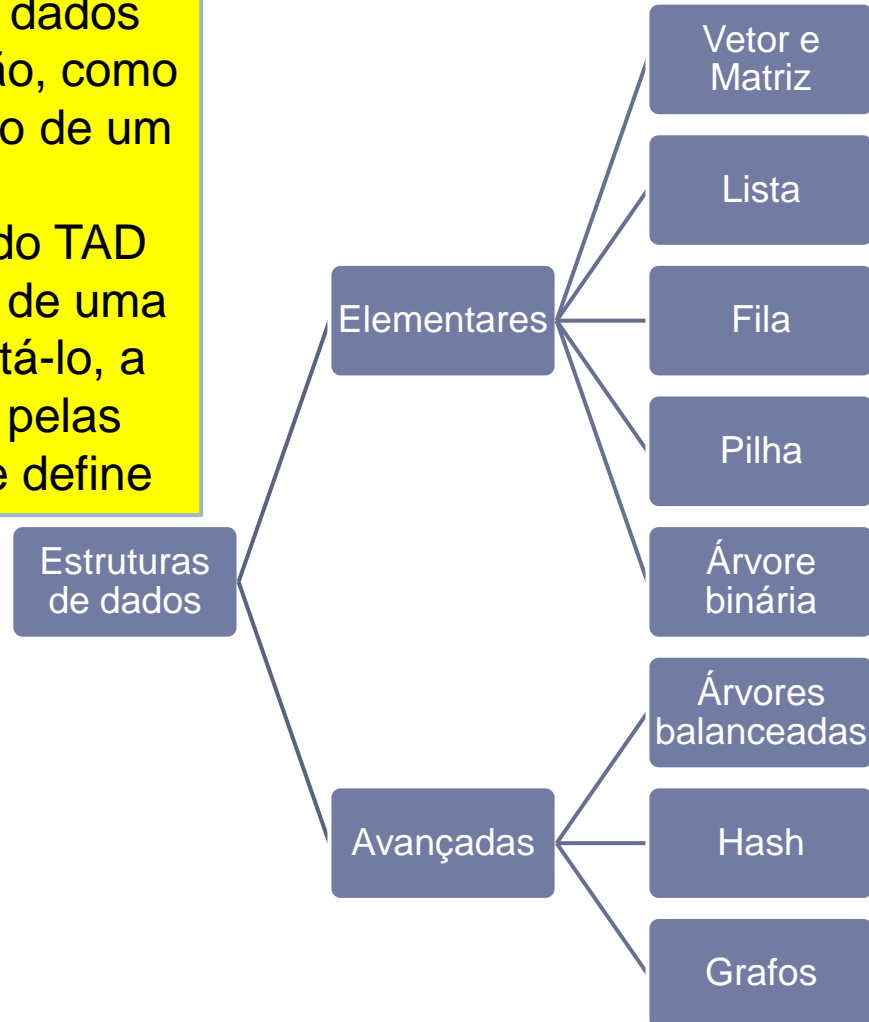 dados
ão, como
o de um
do TAD
de uma
tá-lo, a
pelas
e define
Estruturas
de dados
Elementares
Vetor e
Matriz
Lista
Fila
Pilha
Árvore
binária
Avançadas
Árvores
balanceadas
Hash
Grafos